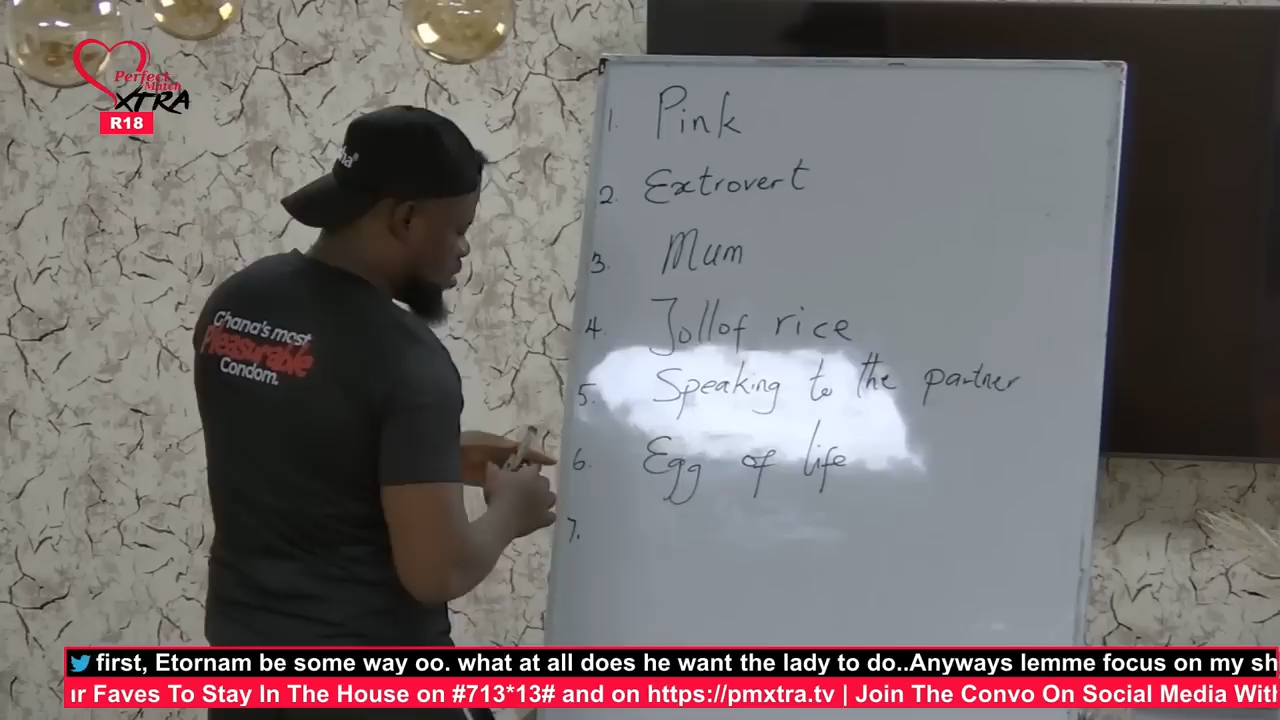 Perfect
Match
XTRA
R18
Ghana's most
Pleasurable
Condom.
1. Pink
2. Extrovert
3. Mum
4. Jollof rice
5. Speaking to the partner
6. Egg of life
7.
first, Etornam be some way oo. what at all does he want the lady to do..Anyways lemme focus on my sh
ır Faves To Stay In The House on #713*13# and on https://pmxtra.tv | Join The Convo On Social Media With